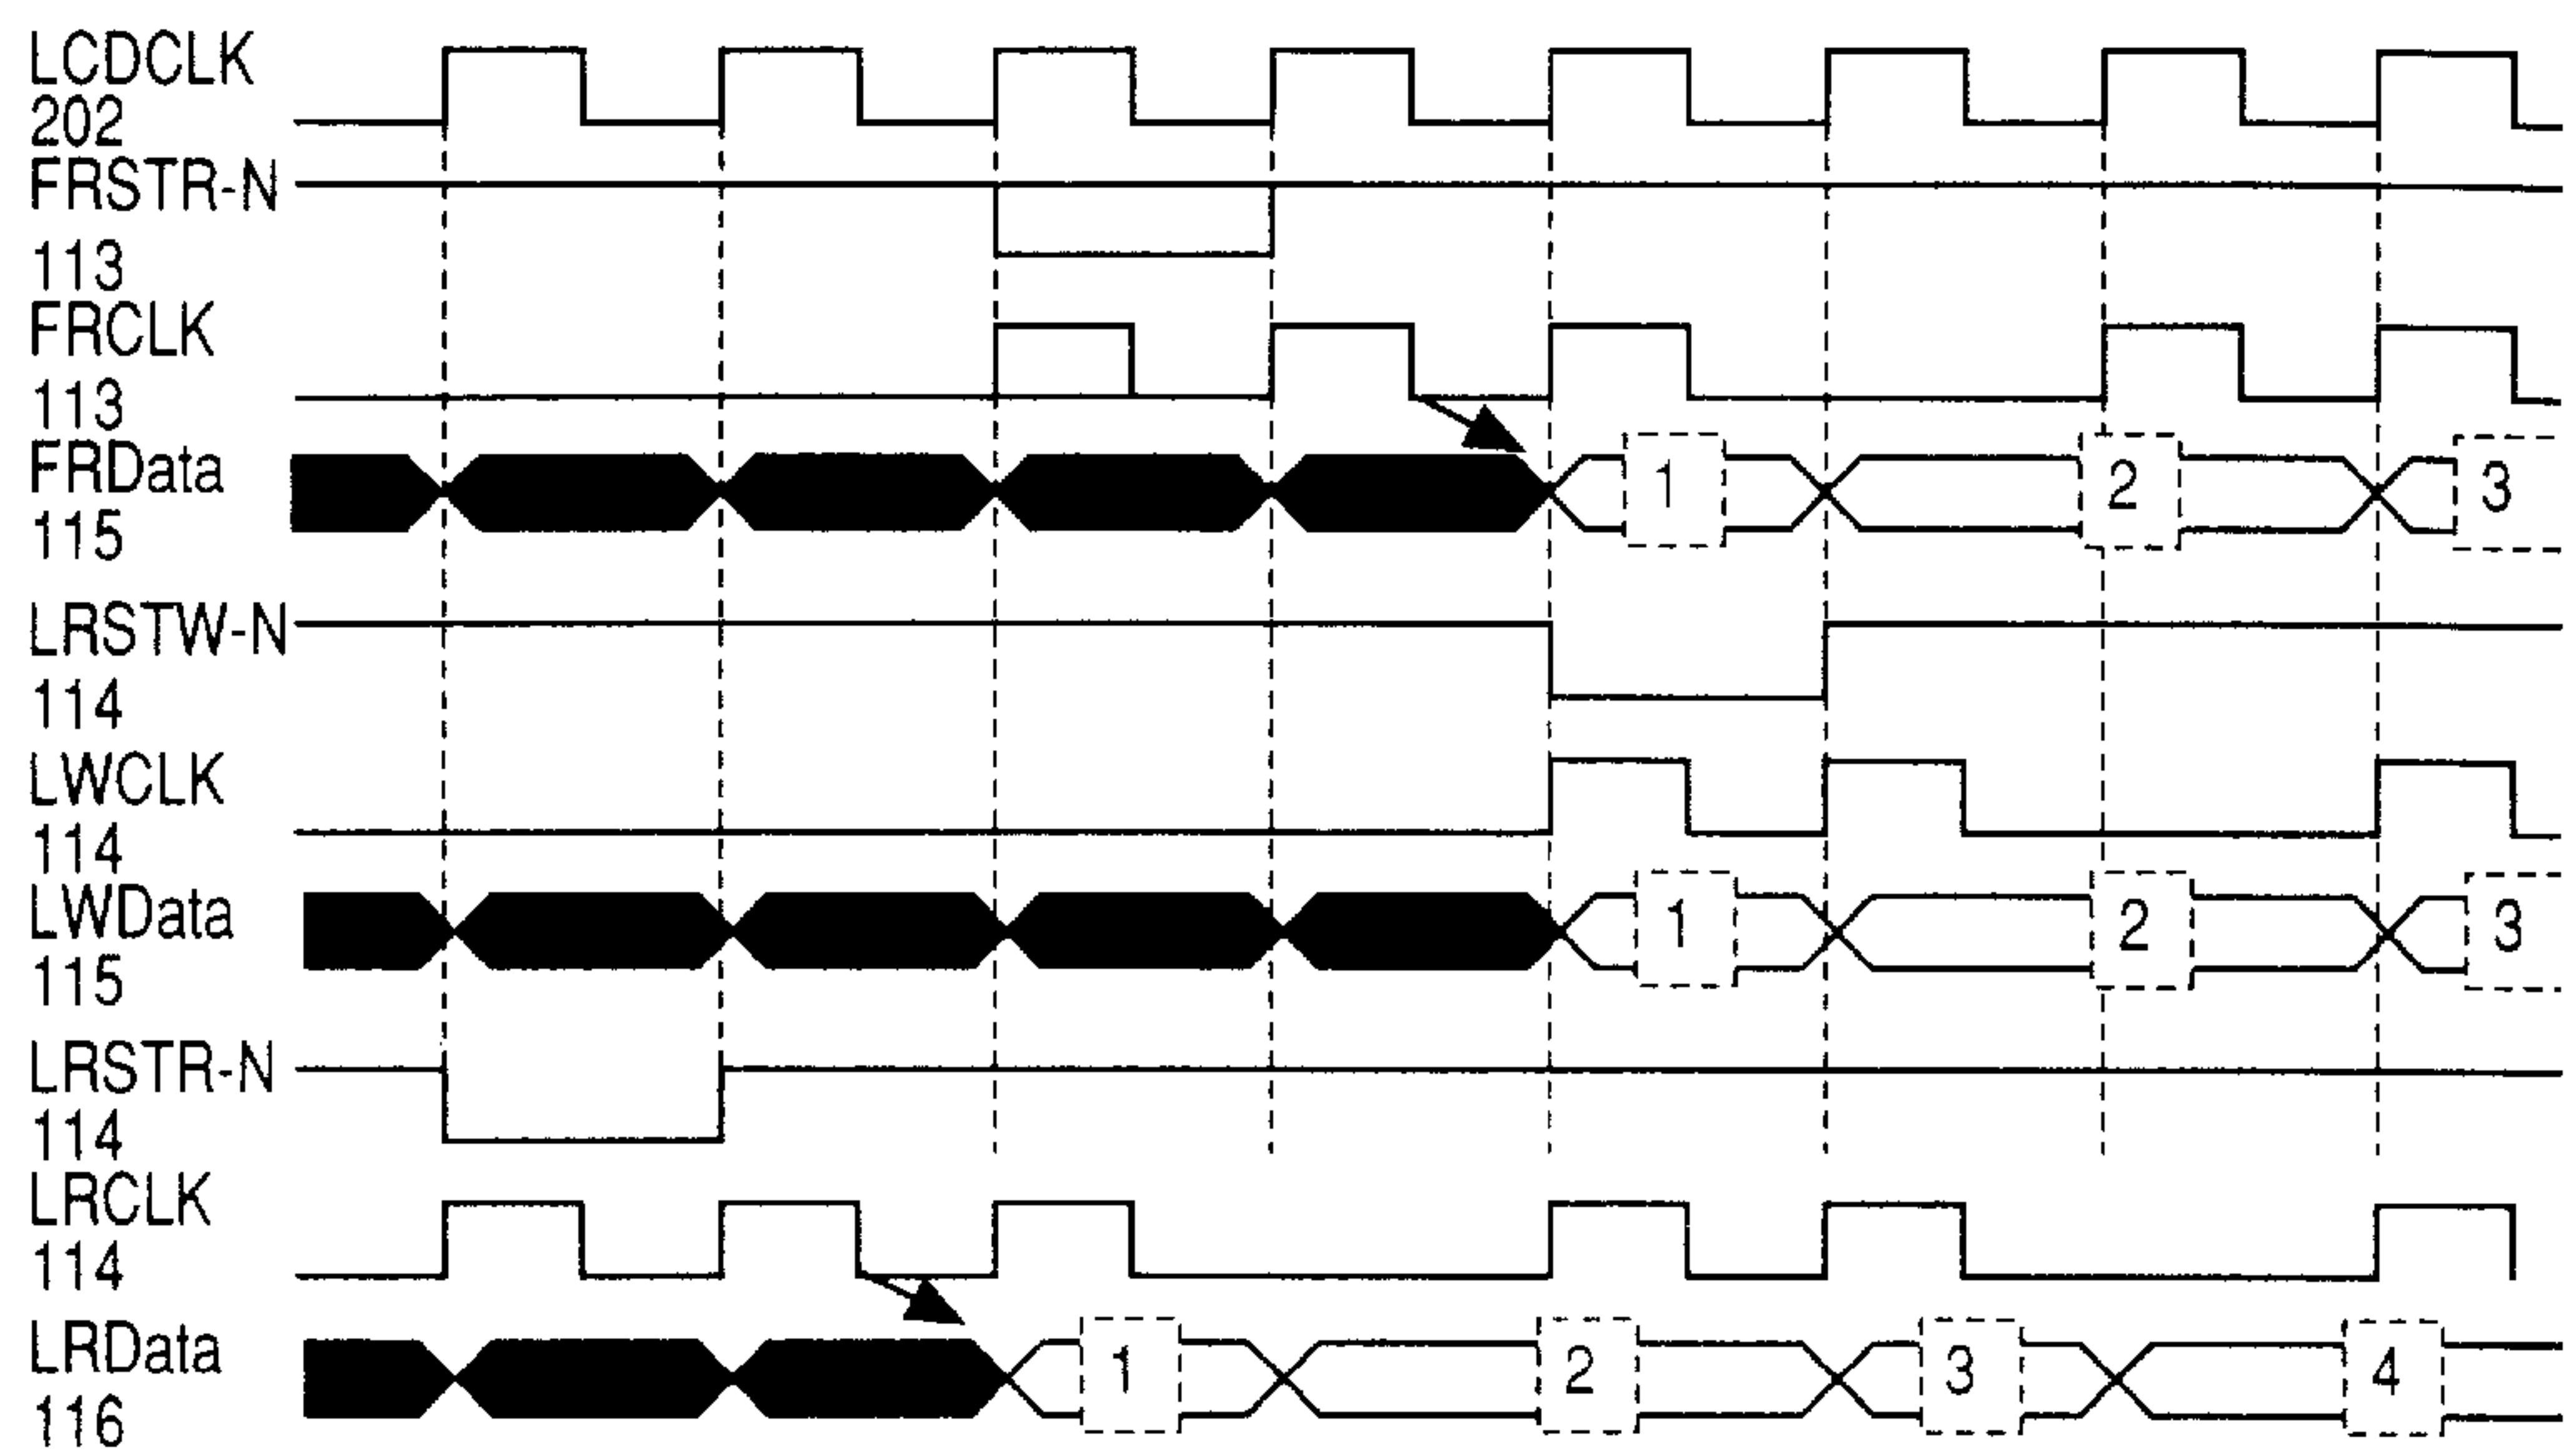 LCDCLK
202
FRSTR-N
113
FRCLK
113
FRData 1 2 3
115
LRSTW-N
114
LWCLK
114
LWData 1 2 3
115
LRSTR-N
114
LRCLK
114
LRData 1 2 3 4
116